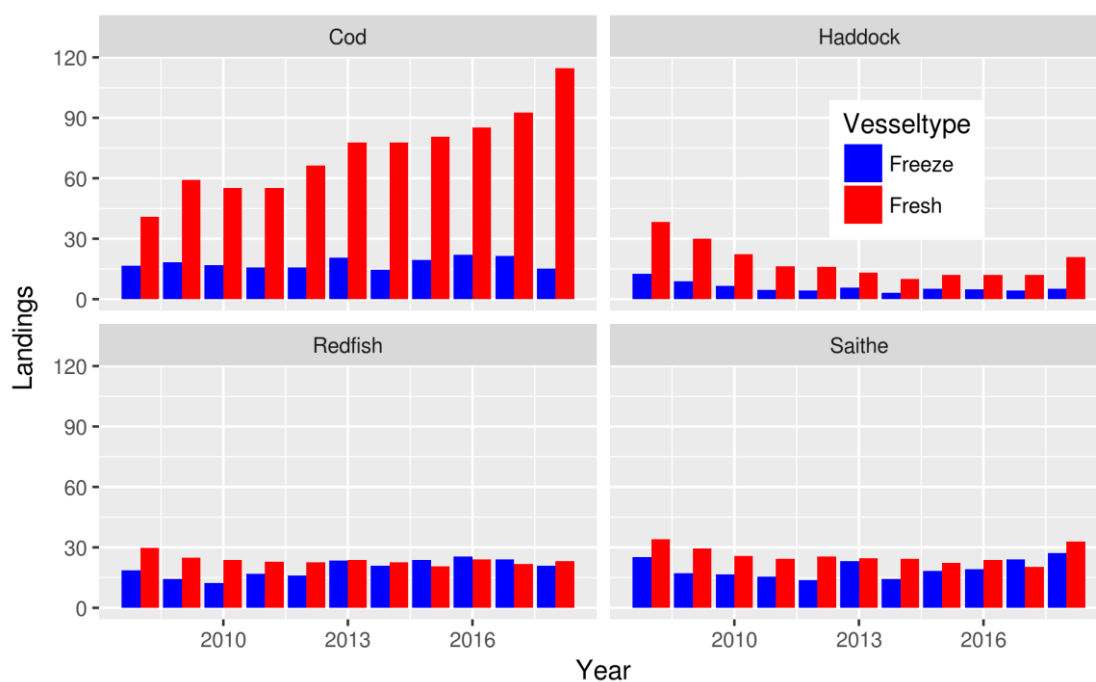 Cod
Haddock
120
90
60
30
0
Vesseltype
Freeze
Fresh
Landings
Redfish
Saithe
120
90
60
30
0
2010
2013
2016
2010
2013
2016
Year